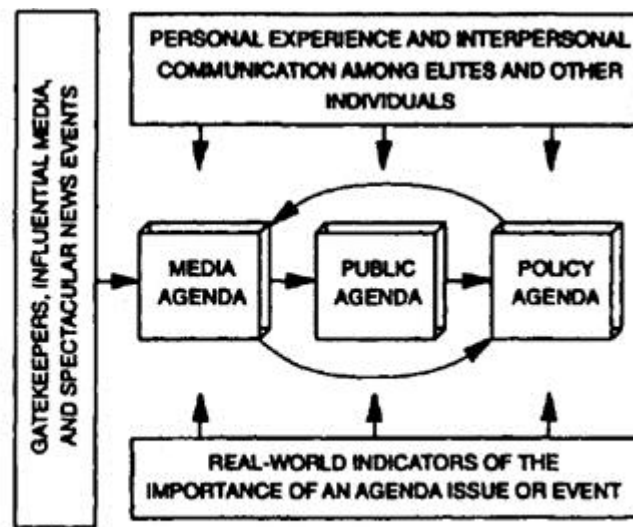 GATEKEEPERS, INFLUENTIAL MEDIA,
AND SPECTACULAR NEWS EVENTS
PERSONAL EXPERIENCE AND INTERPERSONAL
COMMUNICATION AMONG ELITES AND OTHER
INDIVIDUALS
MEDIA
AGENDA
PUBLIC
AGENDA
POLICY
AGENDA
REAL-WORLD INDICATORS OF THE
IMPORTANCE OF AN AGENDA ISSUE OR EVENT